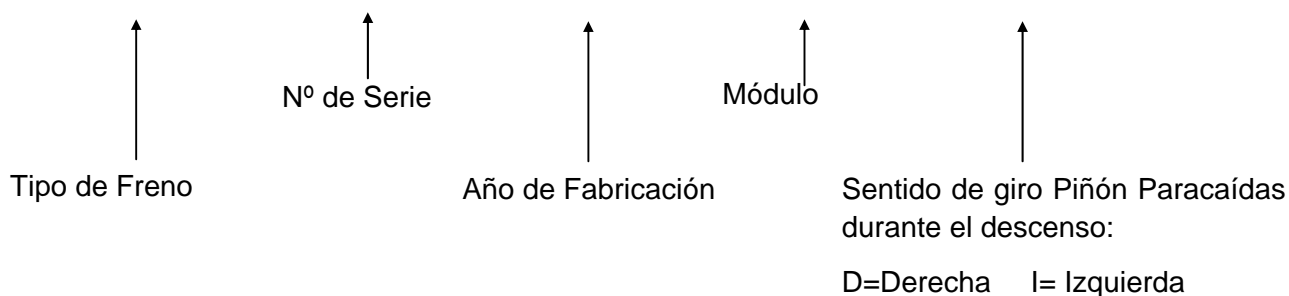 Nº de Serie
Módulo
Tipo de Freno
Año de Fabricación
Sentido de giro Piñón Paracaídas
durante el descenso:
D=Derecha I= Izquierda